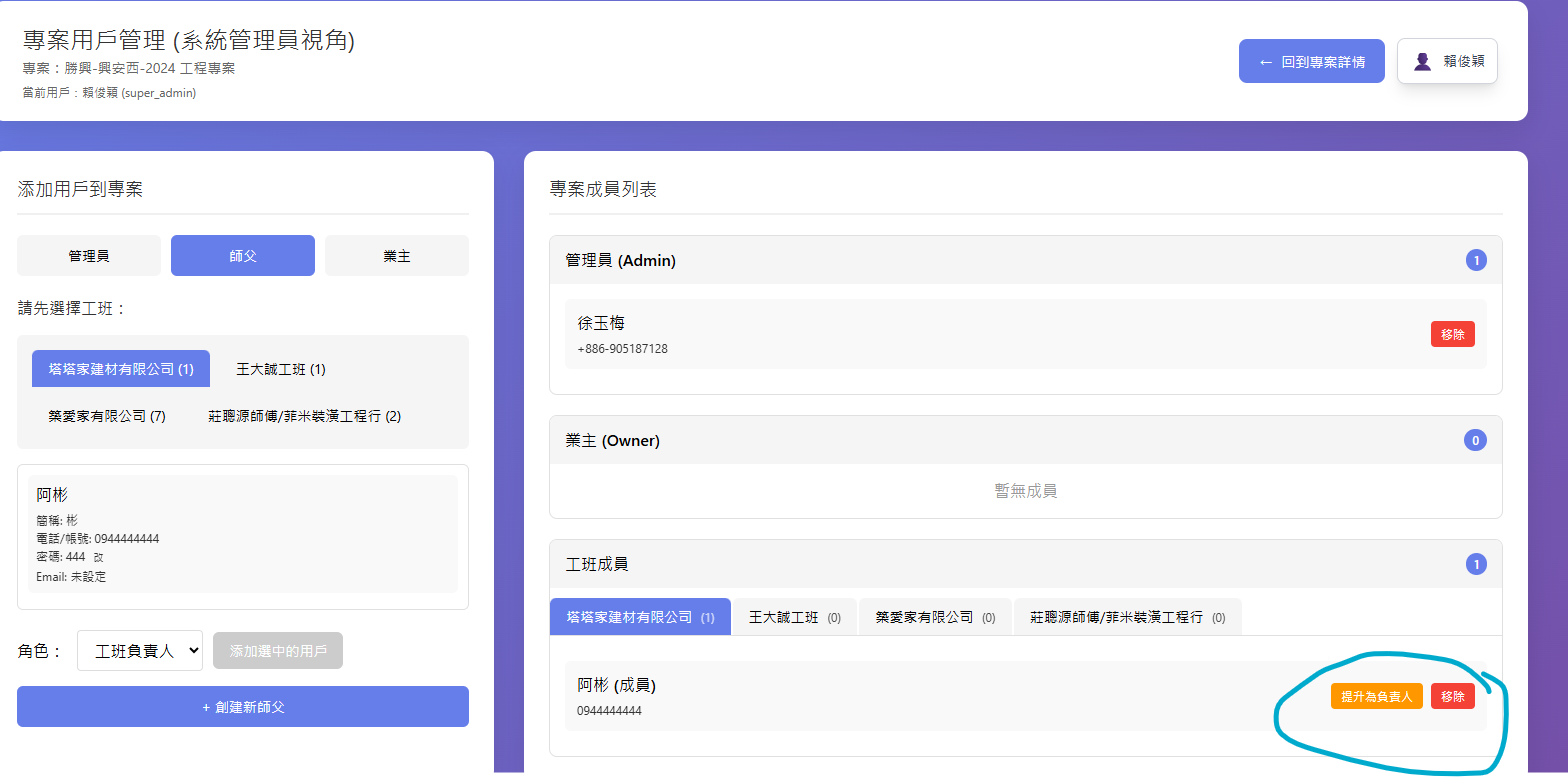 專案用戶管理 (系統管理員視角)
專案：勝興-興安西-2024 工程專案
當前用戶：賴俊穎 (super_admin)
← 回到專案詳情
賴俊穎
添加用戶到專案
管理員 師父 業主
請先選擇工班：
塔塔家建材有限公司 (1) 王大誠工班 (1)
築愛家有限公司 (7) 莊聰源師傅/菲米裝潢工程行 (2)
阿彬
簡稱: 彬
電話/帳號: 0944444444
密碼: 444 改
Email: 未設定
角色： 工班負責人 添加選中的用戶
+ 創建新師父
專案成員列表
管理員 (Admin) 1
徐玉梅
+886-905187128
移除
業主 (Owner) 0
暫無成員
工班成員 1
塔塔家建材有限公司 (1) 王大誠工班 (0) 築愛家有限公司 (0) 莊聰源師傅/菲米裝潢工程行 (0)
阿彬 (成員)
0944444444
提升為負責人 移除